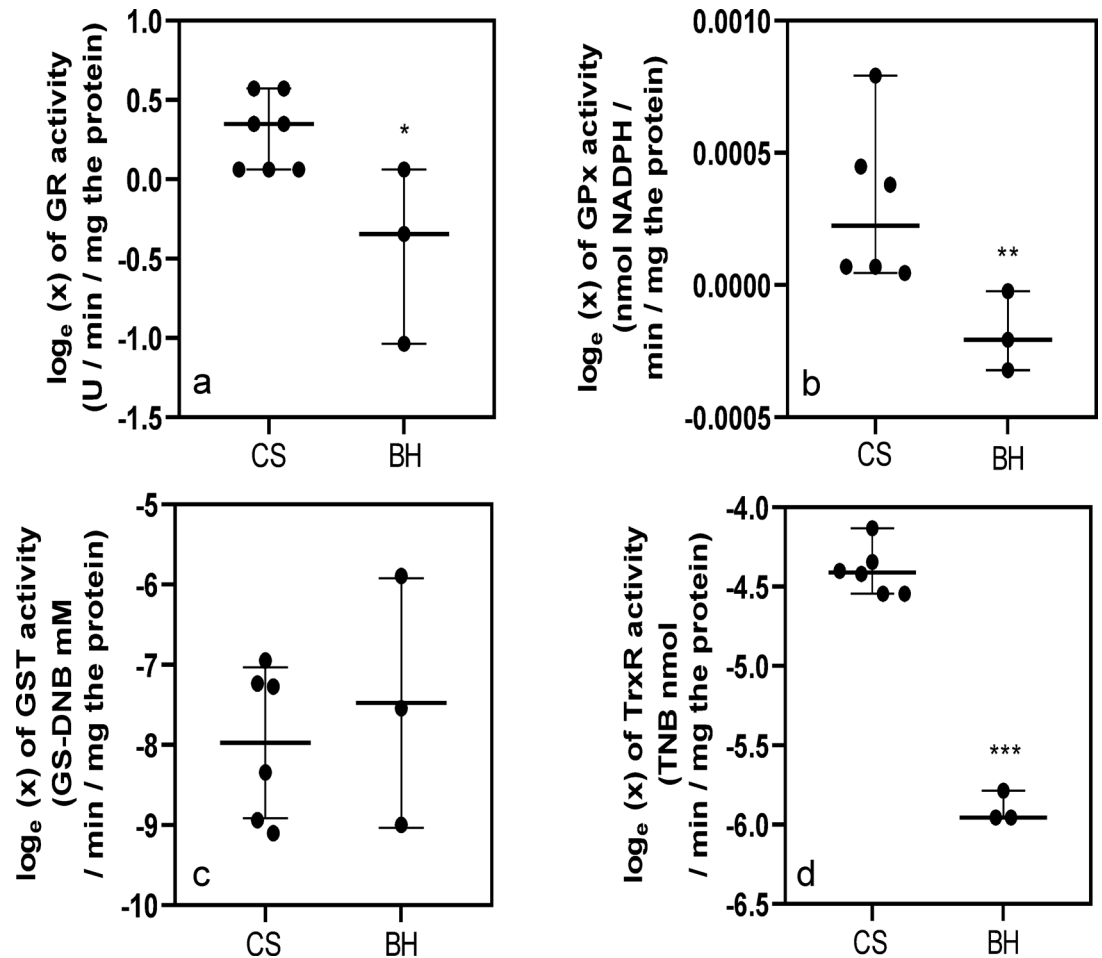 log_e (x) of GR activity
(U / min / mg the protein)
1.0
0.5
0.0
-0.5
-1.0
-1.5
*
a
CS
BH
log_e (x) of GPx activity
(nmol NADPH /
min / mg the protein)
0.0010
0.0005
0.0000
-0.0005
**
b
CS
BH
log_e (x) of GST activity
(GS-DNB mM
/ min / mg the protein)
-5
-6
-7
-8
-9
-10
c
CS
BH
log_e (x) of TrxR activity
(TNB nmol
/ min / mg the protein)
-4.0
-4.5
-5.0
-5.5
-6.0
-6.5
***
d
CS
BH